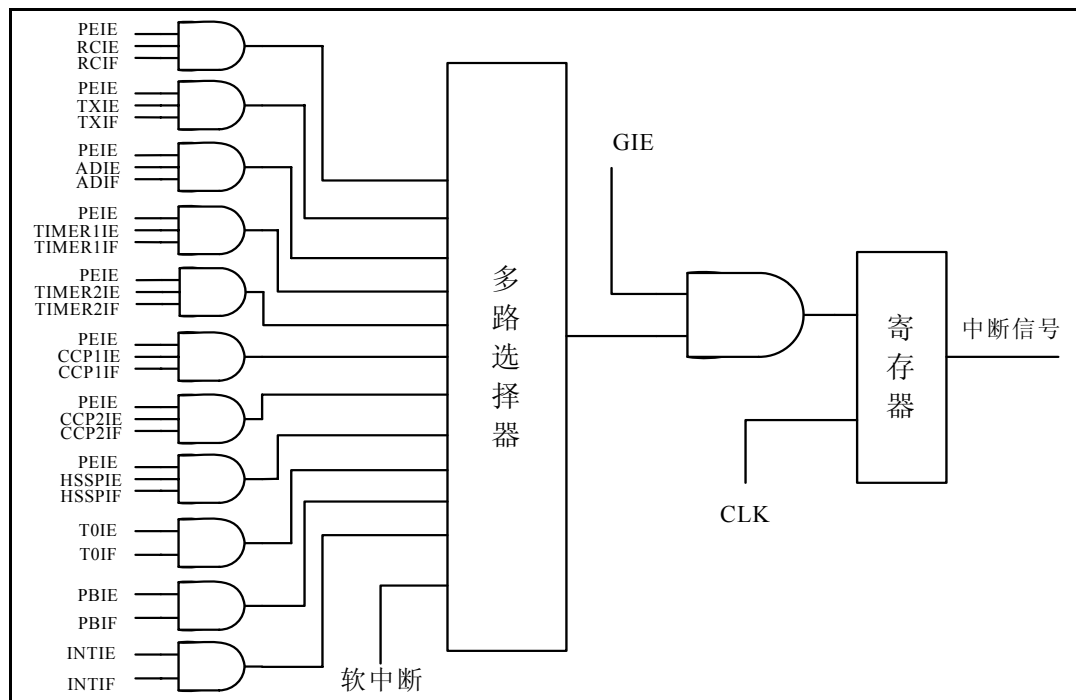 PEIE
RCIE
RCIF
PEIE
TXIE
TXIF
PEIE
ADIE
ADIF
PEIE
TIMER1IE
TIMER1IF
PEIE
TIMER2IE
TIMER2IF
PEIE
CCP1IE
CCP1IF
PEIE
CCP2IE
CCP2IF
PEIE
HSSPIE
HSSPIF
T0IE
T0IF
PBIE
PBIF
INTIE
INTIF
软中断
多路选择器
GIE
CLK
寄存器
中断信号